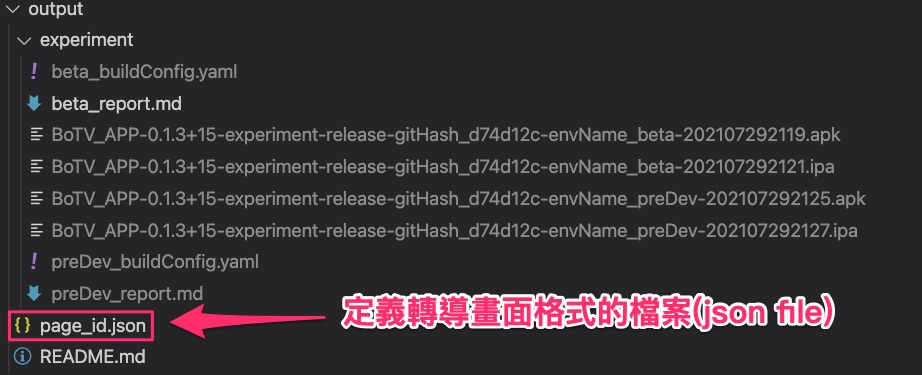 output
experiment
beta_buildConfig.yaml
beta_report.md
BoTV_APP-0.1.3+15-experiment-release-gitHash_d74d12c-envName_beta-202107292119.apk
BoTV_APP-0.1.3+15-experiment-release-gitHash_d74d12c-envName_beta-202107292121.ipa
BoTV_APP-0.1.3+15-experiment-release-gitHash_d74d12c-envName_preDev-202107292125.apk
BoTV_APP-0.1.3+15-experiment-release-gitHash_d74d12c-envName_preDev-202107292127.ipa
preDev_buildConfig.yaml
preDev_report.md
{} page_id.json
定義轉導畫面格式的檔案(json file)
README.md